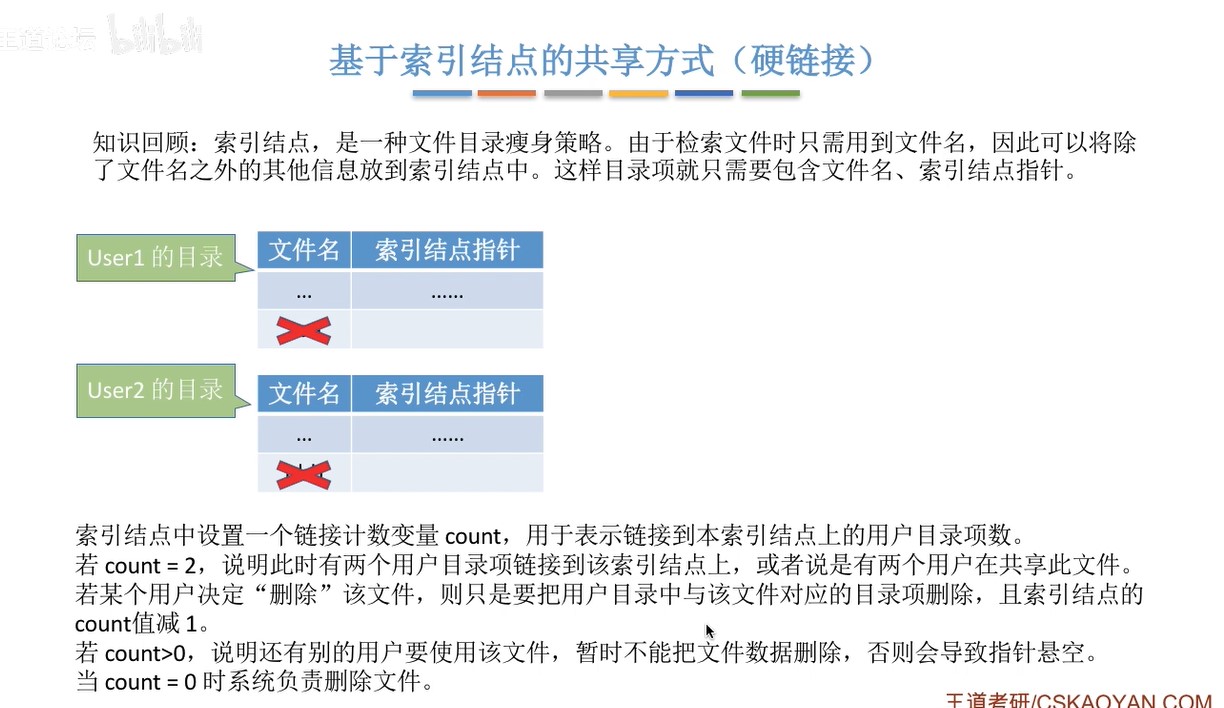 王道论坛 bilibili
基于索引结点的共享方式（硬链接）
知识回顾：索引结点，是一种文件目录瘦身策略。由于检索文件时只需用到文件名，因此可以将除
了文件名之外的其他信息放到索引结点中。这样目录项就只需要包含文件名、索引结点指针。
User1 的目录
文件名 索引结点指针
... ......
User2 的目录
文件名 索引结点指针
... ......
索引结点中设置一个链接计数变量 count，用于表示链接到本索引结点上的用户目录项数。
若 count = 2，说明此时有两个用户目录项链接到该索引结点上，或者说是有两个用户在共享此文件。
若某个用户决定“删除”该文件，则只是要把用户目录中与该文件对应的目录项删除，且索引结点的
count值减 1。
若 count>0，说明还有别的用户要使用该文件，暂时不能把文件数据删除，否则会导致指针悬空。
当 count = 0 时系统负责删除文件。
王道考研/CSKAOYAN.COM